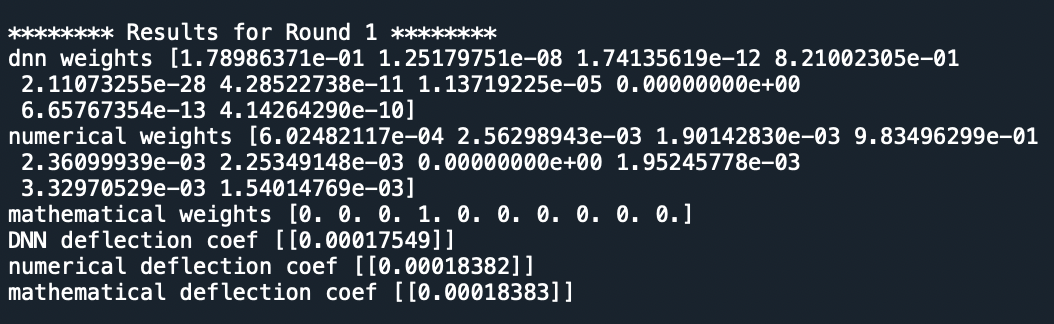 ******** Results for Round 1 ********
dnn weights [1.78986371e-01 1.25179751e-08 1.74135619e-12 8.21002305e-01
 2.11073255e-28 4.28522738e-11 1.13719225e-05 0.00000000e+00
 6.65767354e-13 4.14264290e-10]
numerical weights [6.02482117e-04 2.56298943e-03 1.90142830e-03 9.83496299e-01
 2.36099939e-03 2.25349148e-03 0.00000000e+00 1.95245778e-03
 3.32970529e-03 1.54014769e-03]
mathematical weights [0. 0. 0. 1. 0. 0. 0. 0. 0. 0.]
DNN deflection coef [[0.00017549]]
numerical deflection coef [[0.00018382]]
mathematical deflection coef [[0.00018383]]